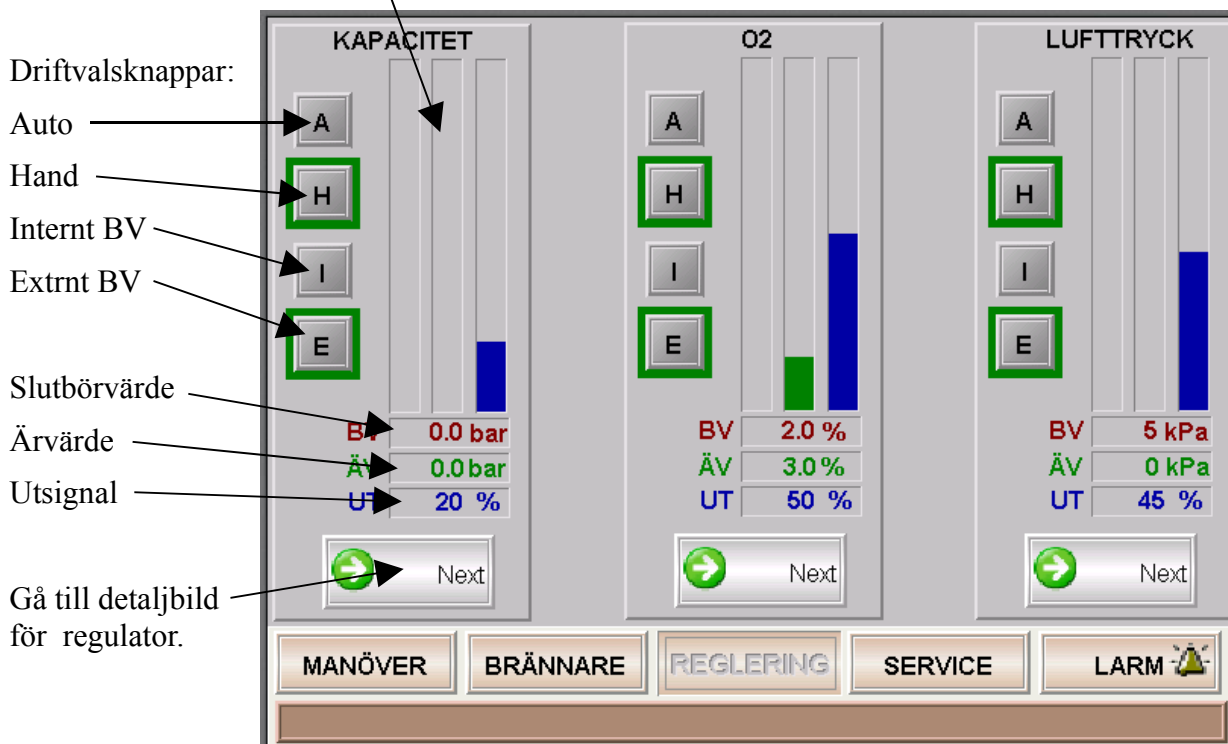 Driftvalsknappar:
Auto
Hand
Internt BV
Extrnt BV
Slutbörvärde
Ärvärde
Utsignal
Gå till detaljbild
för regulator.
KAPACITET
A
H
I
E
BV 0.0 bar
ÄV 0.0 bar
UT 20 %
Next
O2
A
H
I
E
BV 2.0 %
ÄV 3.0 %
UT 50 %
Next
LUFTTRYCK
A
H
I
E
BV 5 kPa
ÄV 0 kPa
UT 45 %
Next
MANÖVER BRÄNNARE REGLERING SERVICE LARM